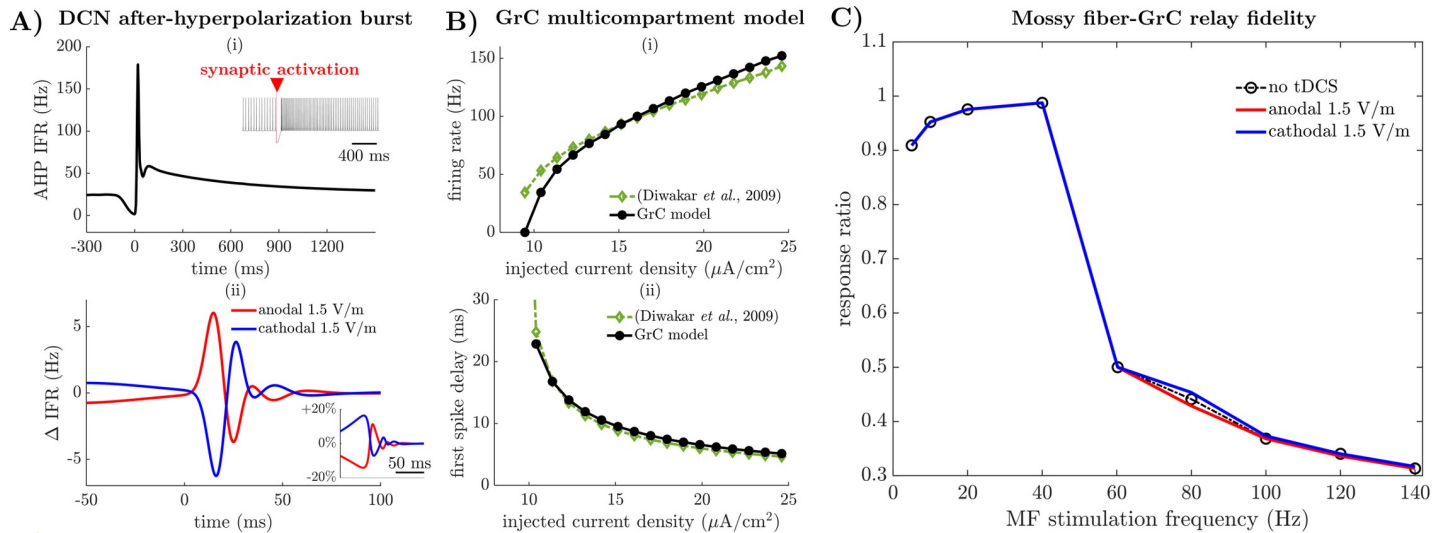 A)
DCN after-hyperpolarization burst
(i)
AHP IFR (Hz)
200
150
100
50
0
synaptic activation
400 ms
-300
0
300
600
900
1200
time (ms)
(ii)
Δ IFR (Hz)
5
0
-5
anodal 1.5 V/m
cathodal 1.5 V/m
+20%
0%
-20%
50 ms
-50
0
50
100
time (ms)
B)
GrC multicompartment model
(i)
firing rate (Hz)
150
100
50
0
(Diwakar et al., 2009)
GrC model
10
15
20
25
injected current density (μA/cm²)
(ii)
first spike delay (ms)
30
20
10
0
(Diwakar et al., 2009)
GrC model
10
15
20
25
injected current density (μA/cm²)
C)
Mossy fiber-GrC relay fidelity
response ratio
1.1
1
0.9
0.8
0.7
0.6
0.5
0.4
0.3
no tDCS
anodal 1.5 V/m
cathodal 1.5 V/m
0
20
40
60
80
100
120
140
MF stimulation frequency (Hz)